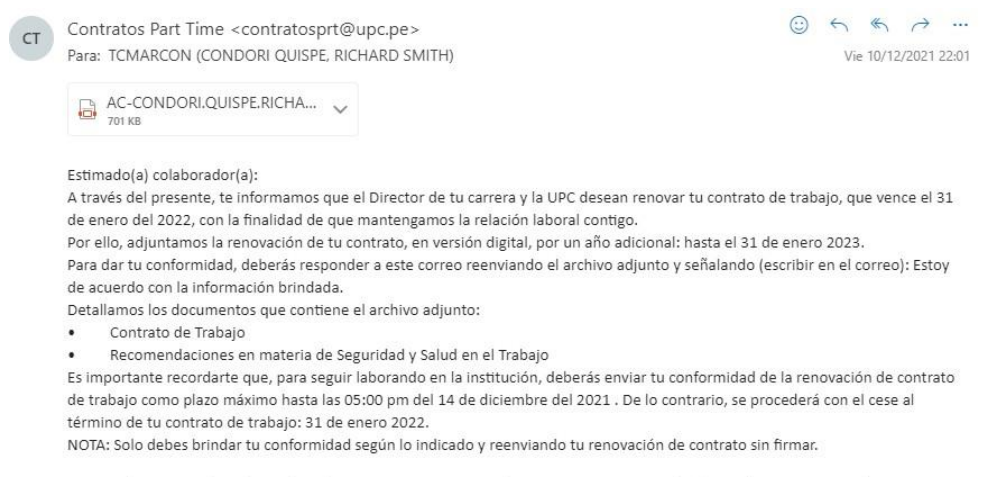 CT
Contratos Part Time <contratosprt@upc.pe>
Para: TCMARCON (CONDORI QUISPE, RICHARD SMITH)
Vie 10/12/2021 22:01
AC-CONDORI.QUISPE.RICHA...
701 KB
Estimado(a) colaborador(a):
A través del presente, te informamos que el Director de tu carrera y la UPC desean renovar tu contrato de trabajo, que vence el 31
de enero del 2022, con la finalidad de que mantengamos la relación laboral contigo.
Por ello, adjuntamos la renovación de tu contrato, en versión digital, por un año adicional: hasta el 31 de enero 2023.
Para dar tu conformidad, deberás responder a este correo reenviando el archivo adjunto y señalando (escribir en el correo): Estoy
de acuerdo con la información brindada.
Detallamos los documentos que contiene el archivo adjunto:
• Contrato de Trabajo
• Recomendaciones en materia de Seguridad y Salud en el Trabajo
Es importante recordarte que, para seguir laborando en la institución, deberás enviar tu conformidad de la renovación de contrato
de trabajo como plazo máximo hasta las 05:00 pm del 14 de diciembre del 2021 . De lo contrario, se procederá con el cese al
término de tu contrato de trabajo: 31 de enero 2022.
NOTA: Solo debes brindar tu conformidad según lo indicado y reenviando tu renovación de contrato sin firmar.